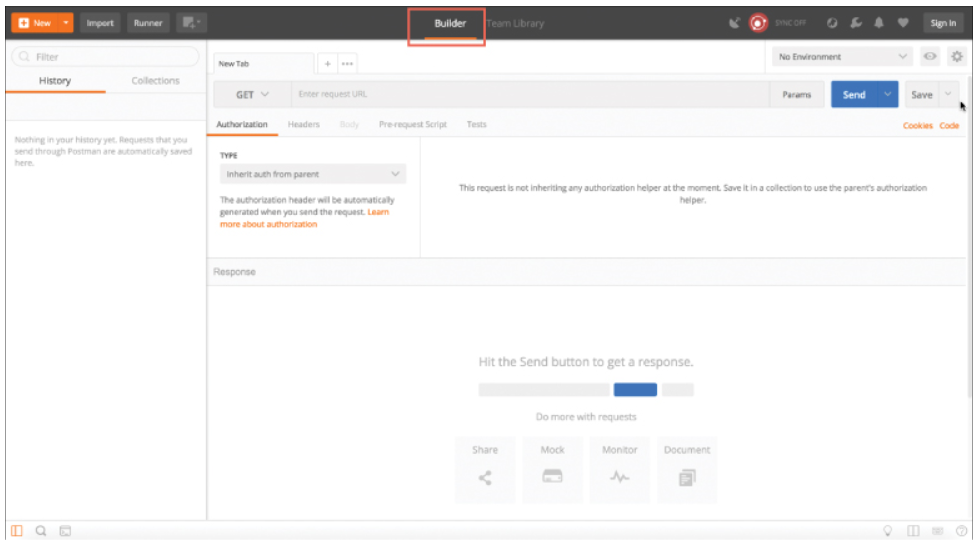 New
Import
Runner
Builder
Team Library
SYNC OFF
Sign In
Filter
History
Collections
Nothing in your history yet. Requests that you
send through Postman are automatically saved
here.
New Tab
No Environment
GET
Enter request URL
Params
Send
Save
Authorization
Headers
Body
Pre-request Script
Tests
Cookies
Code
TYPE
Inherit auth from parent
The authorization header will be automatically
generated when you send the request. Learn
more about authorization
This request is not inheriting any authorization helper at the moment. Save it in a collection to use the parent's authorization
helper.
Response
Hit the Send button to get a response.
Do more with requests
Share
Mock
Monitor
Document